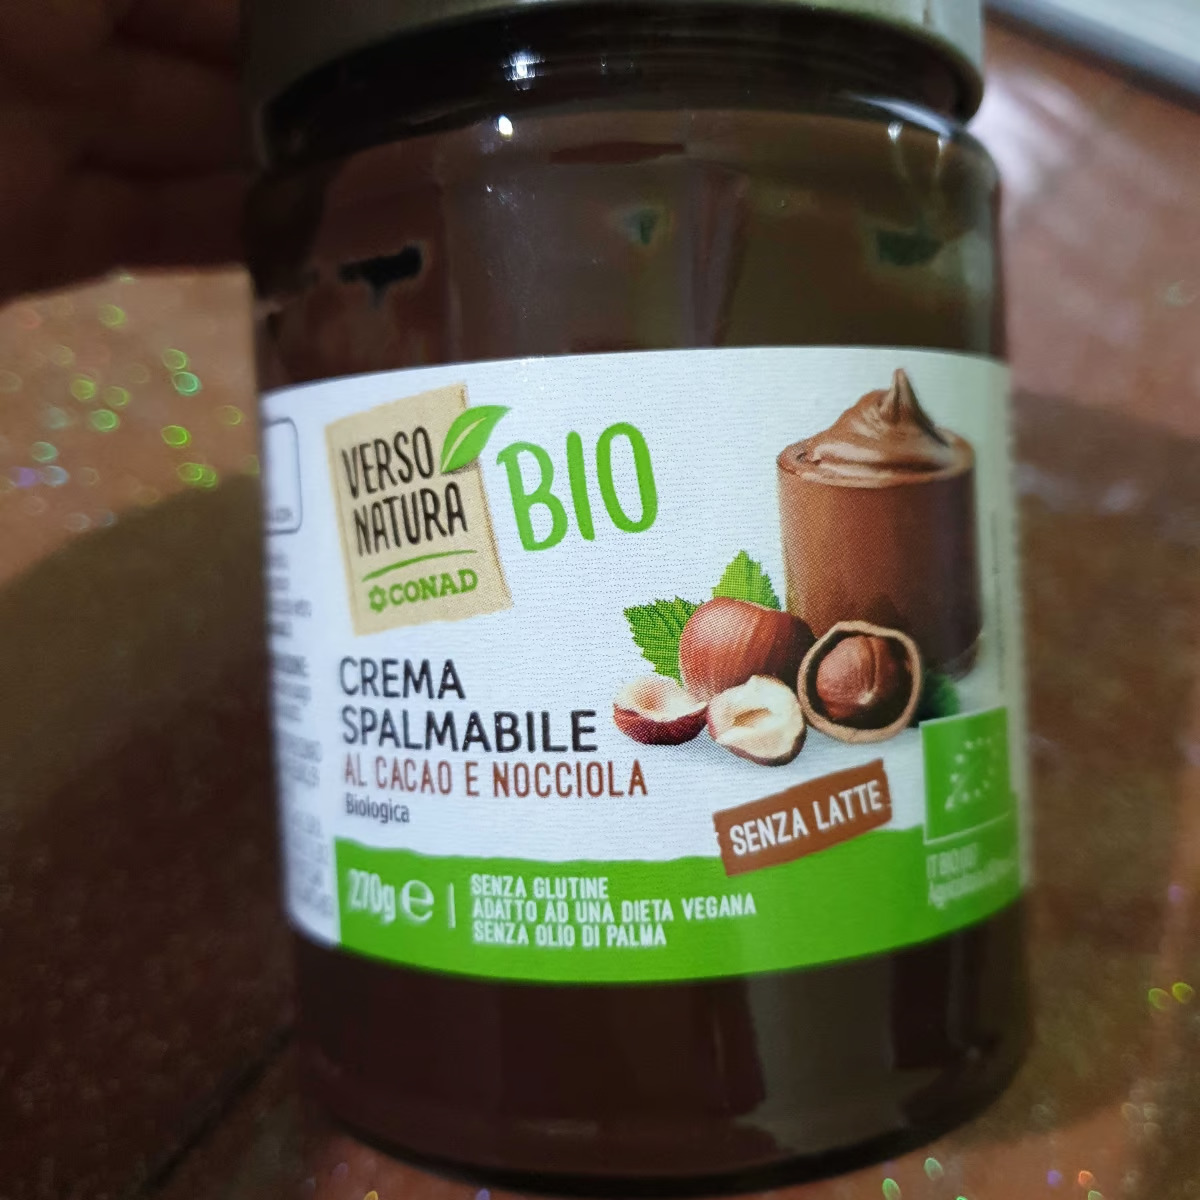 VERSO
NATURA
CONAD
BIO
CREMA
SPALMABILE
AL CACAO E NOCCIOLA
Biologica
SENZA LATTE
270g e
SENZA GLUTINE
ADATTO AD UNA DIETA VEGANA
SENZA OLIO DI PALMA